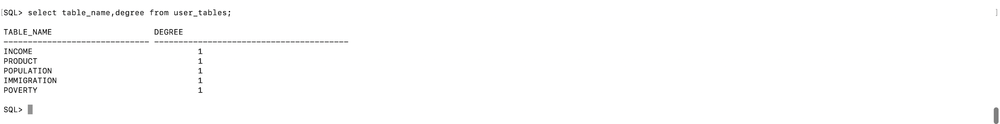 [SQL> select table_name,degree from user_tables; ]
TABLE_NAME DEGREE
------------------------------ ----------------------------------------
INCOME 1
PRODUCT 1
POPULATION 1
IMMIGRATION 1
POVERTY 1
SQL>